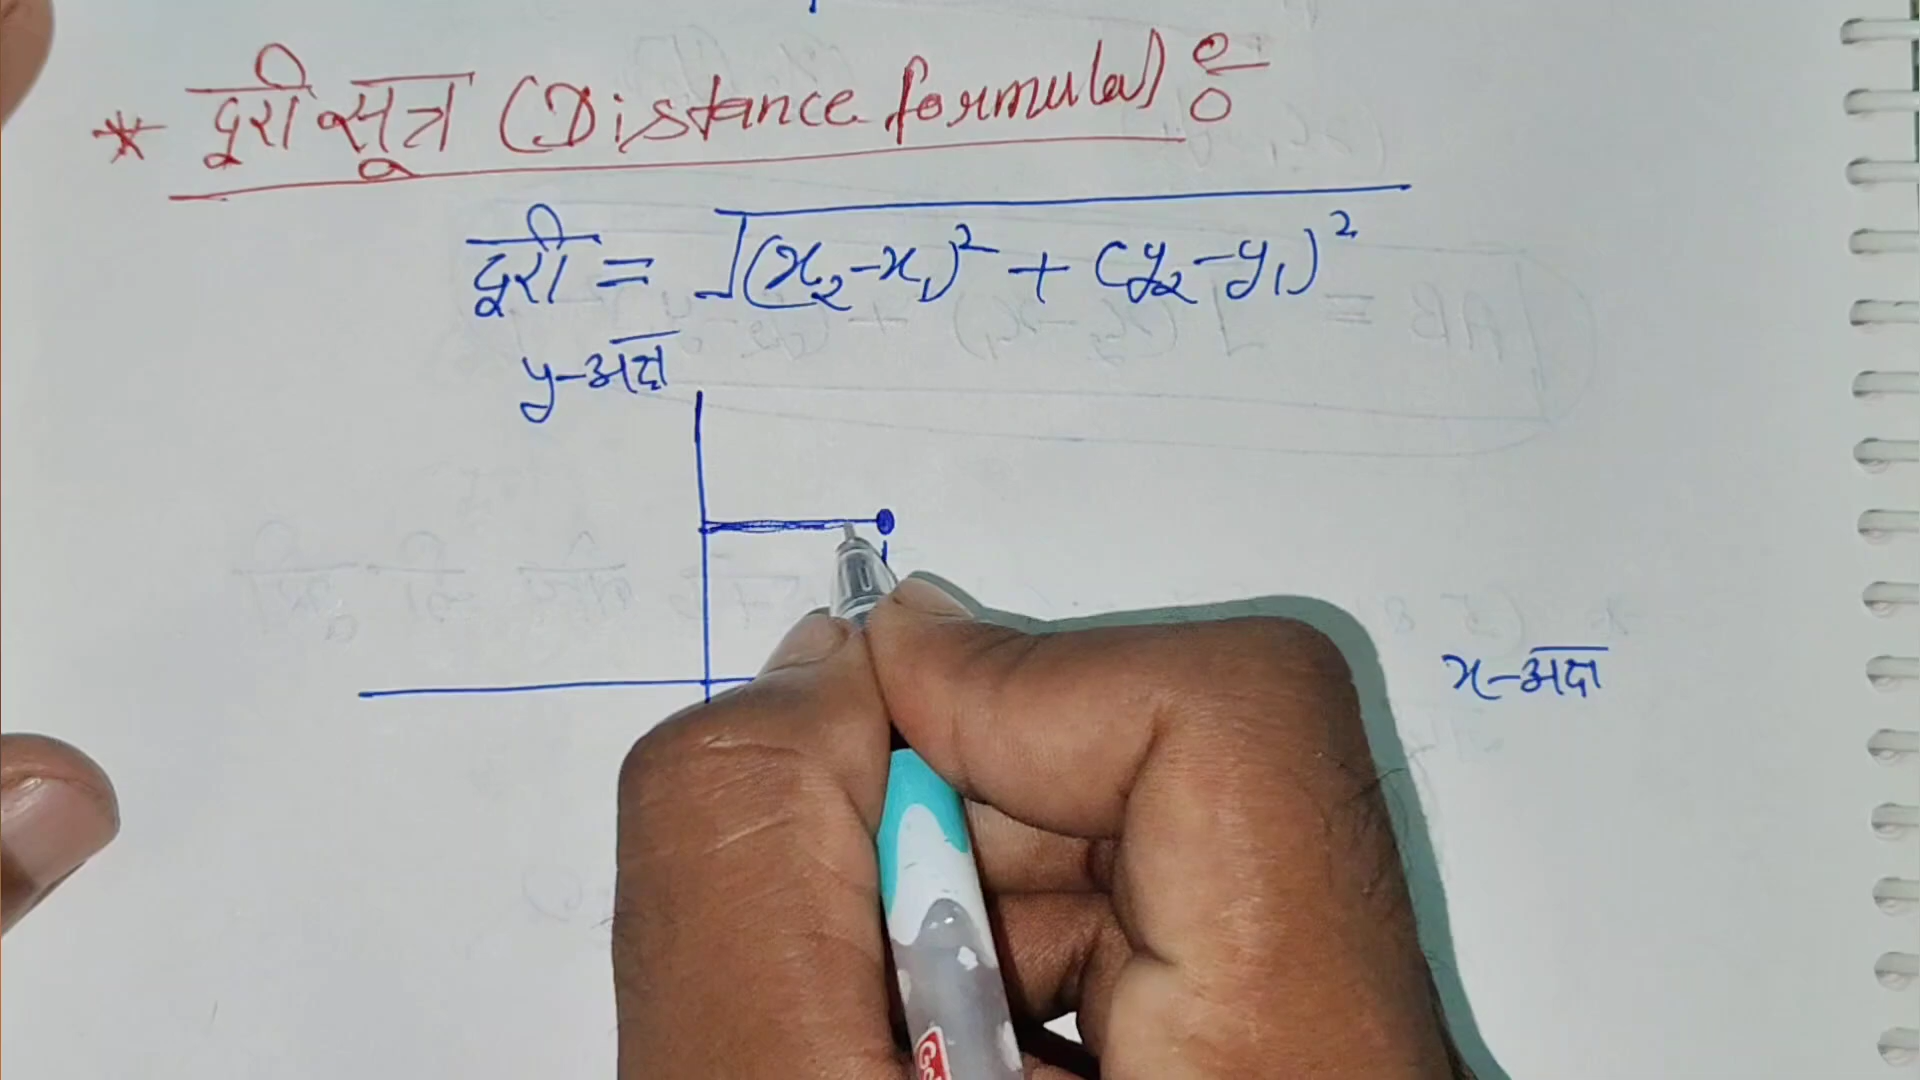 * दूरी सूत्र (Distance formula) :
दूरी = √(x₂-x₁)² + (y₂-y₁)²
y-अक्ष
x-अक्ष